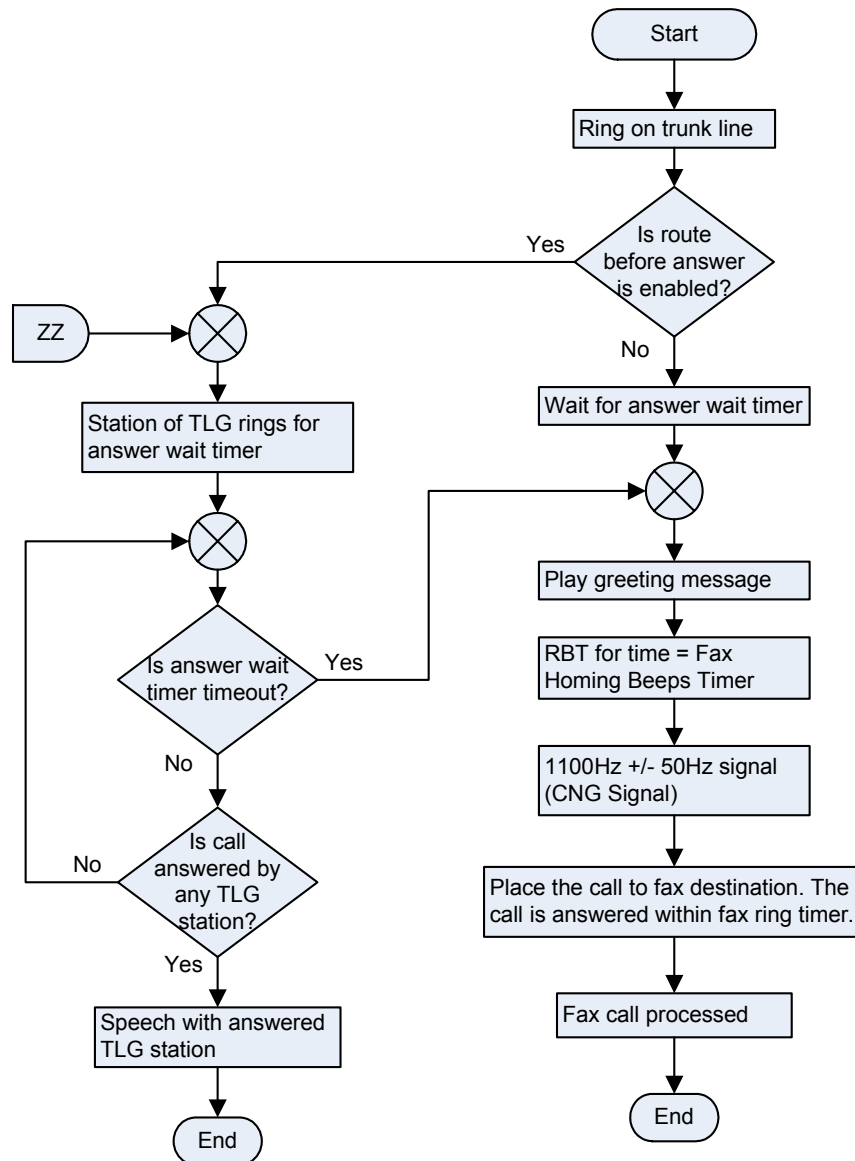 Start
Ring on trunk line
Is route
before answer
is enabled?
Yes
No
ZZ
Station of TLG rings for
answer wait timer
Wait for answer wait timer
Play greeting message
Is answer wait
timer timeout?
Yes
No
RBT for time = Fax
Homing Beeps Timer
1100Hz +/- 50Hz signal
(CNG Signal)
Is call
answered by
any TLG
station?
No
Yes
Place the call to fax destination. The
call is answered within fax ring timer.
Speech with answered
TLG station
Fax call processed
End
End